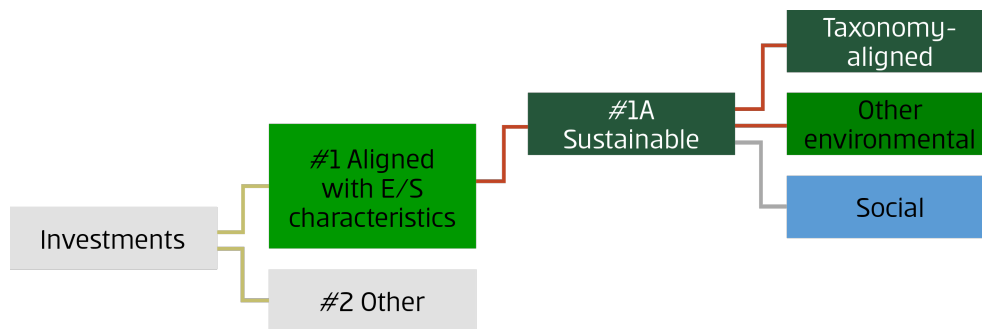 Taxonomy-
aligned
#1A
Sustainable
Other
environmental
#1 Aligned
with E/S
characteristics
Social
Investments
#2 Other